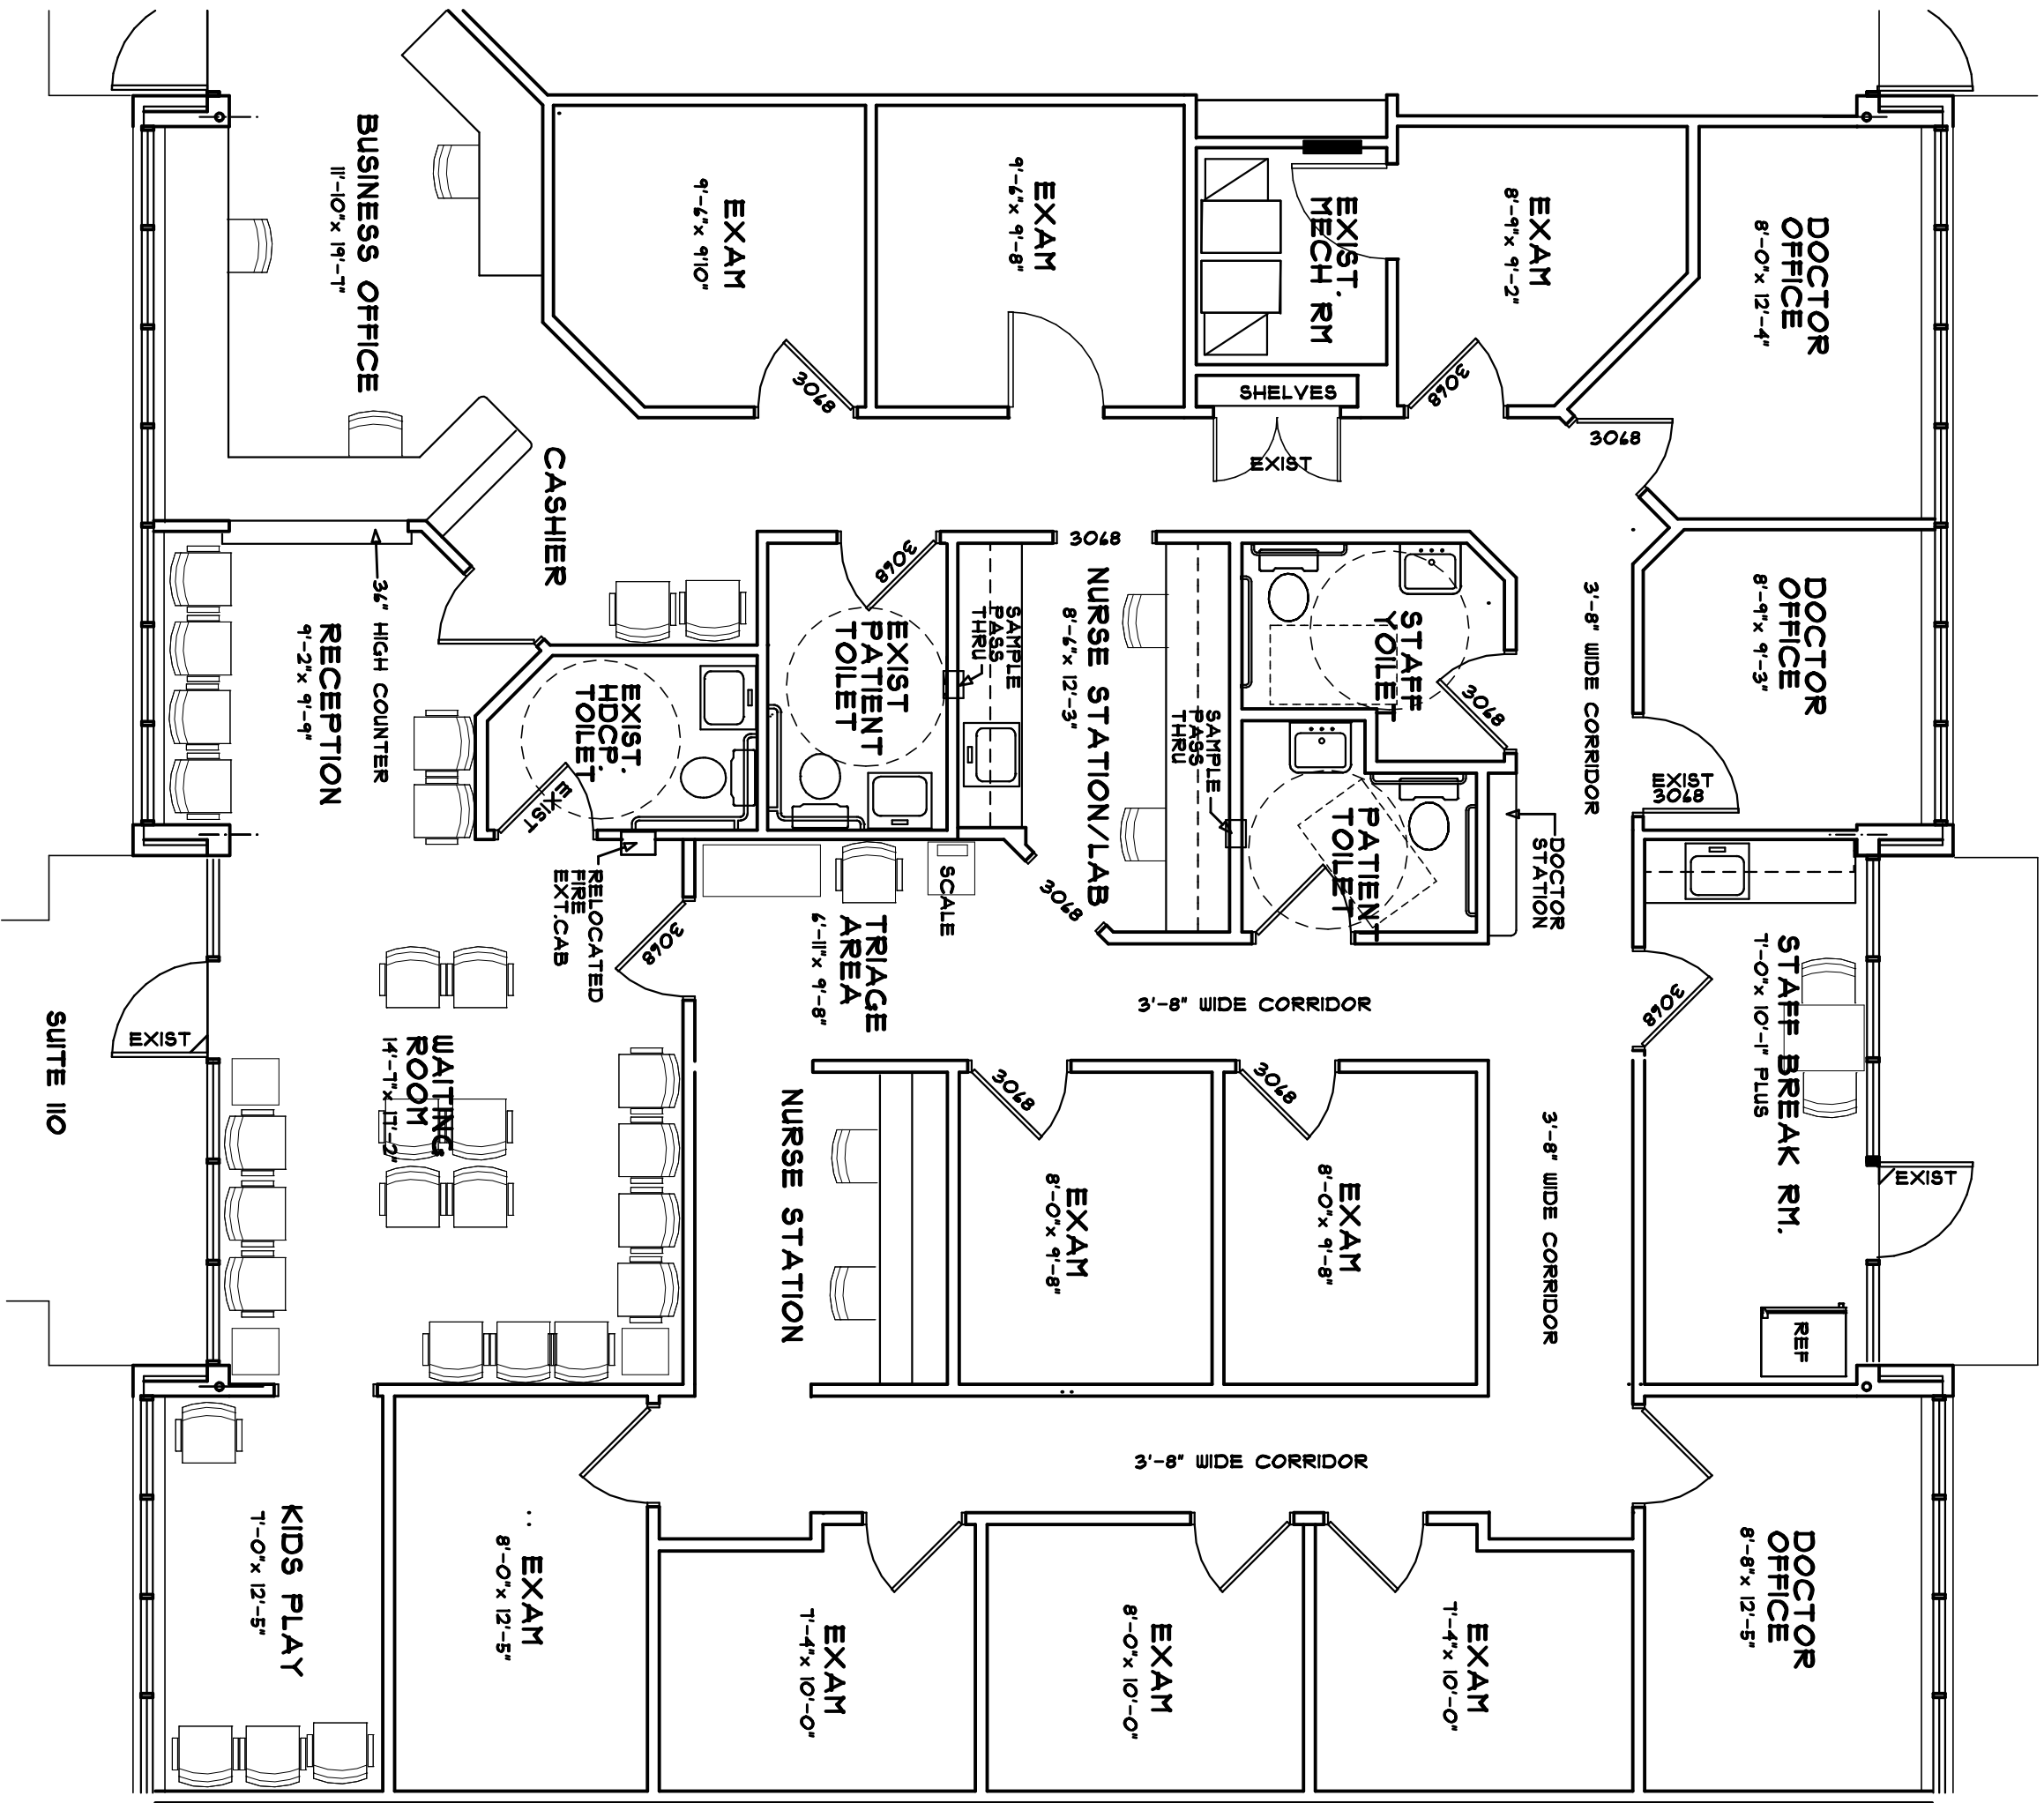 BUSINESS OFFICE
11'-10"x 19'-7"
EXAM
9'-6"x 9'10"
EXAM
9'-6"x 9'-8"
EXIST.
MECH RM
EXAM
8'-9"x 9'-2"
DOCTOR
OFFICE
8'-0"x 12'-4"
3068
3068
SHELVES
3068
EXIST
CASHIER
3068
3068
36" HIGH COUNTER
RECEPTION
9'-2"x 9'-9"
EXIST.
HDCP.
TOILET
EXIST
EXIST
PATIENT
TOILET
SAMPLE
PASS
THRU
NURSE STATION/LAB
8'-6"x 12'-3"
STAFF
TOILET
3068
SAMPLE
PASS
THRU
PATIENT
TOILET
3'-8" WIDE CORRIDOR
DOCTOR
OFFICE
8'-9"x 9'-3"
EXIST
3068
DOCTOR
STATION
RELOCATED
FIRE
EXT.CAB
3068
SCALE
TRIAGE
AREA
6'-11"x 9'-8"
3068
3'-8" WIDE CORRIDOR
3068
STAFF BREAK RM.
7'-0"x 10'-1" PLUS
SUITE 110
EXIST
WAITING
ROOM
14'-7"x 17'-2"
NURSE STATION
3068
EXAM
8'-0"x 9'-8"
3068
EXAM
8'-0"x 9'-8"
3'-8" WIDE CORRIDOR
EXIST
REF
3'-8" WIDE CORRIDOR
KIDS PLAY
7'-0"x 12'-5"
EXAM
8'-0"x 12'-5"
EXAM
7'-4"x 10'-0"
EXAM
8'-0"x 10'-0"
EXAM
7'-4"x 10'-0"
DOCTOR
OFFICE
8'-8"x 12'-5"